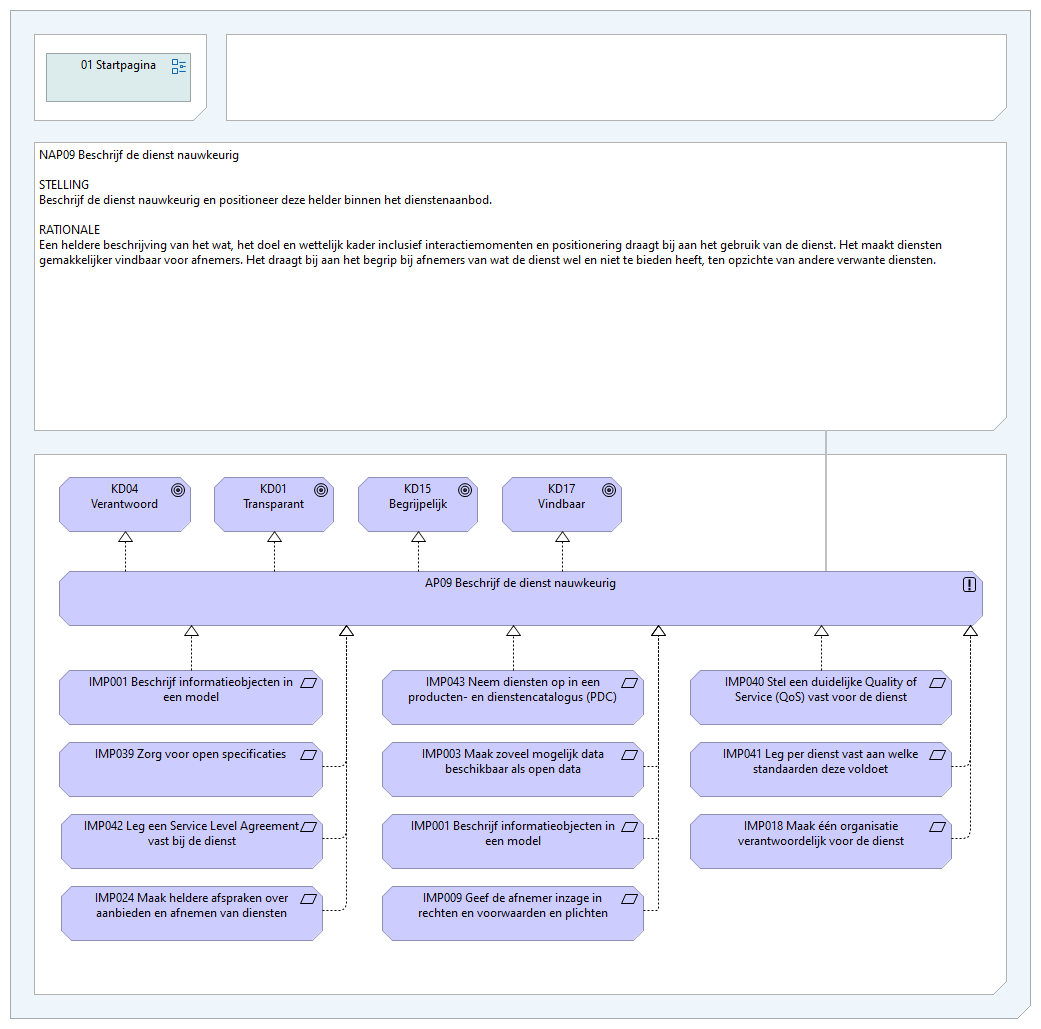 01 Startpagina
NAP09 Beschrijf de dienst nauwkeurig
STELLING
Beschrijf de dienst nauwkeurig en positioneer deze helder binnen het dienstenaanbod.
RATIONALE
Een heldere beschrijving van het wat, het doel en wettelijk kader inclusief interactiemomenten en positionering draagt bij aan het gebruik van de dienst. Het maakt diensten
gemakkelijker vindbaar voor afnemers. Het draagt bij aan het begrip bij afnemers van wat de dienst wel en niet te bieden heeft, ten opzichte van andere verwante diensten.
KD04
Verantwoord
KD01
Transparant
KD15
Begrijpelijk
KD17
Vindbaar
AP09 Beschrijf de dienst nauwkeurig
IMP001 Beschrijf informatieobjecten in
een model
IMP043 Neem diensten op in een
producten- en dienstencatalogus (PDC)
IMP040 Stel een duidelijke Quality of
Service (QoS) vast voor de dienst
IMP039 Zorg voor open specificaties
IMP003 Maak zoveel mogelijk data
beschikbaar als open data
IMP041 Leg per dienst vast aan welke
standaarden deze voldoet
IMP042 Leg een Service Level Agreement
vast bij de dienst
IMP001 Beschrijf informatieobjecten in
een model
IMP018 Maak één organisatie
verantwoordelijk voor de dienst
IMP024 Maak heldere afspraken over
aanbieden en afnemen van diensten
IMP009 Geef de afnemer inzage in
rechten en voorwaarden en plichten